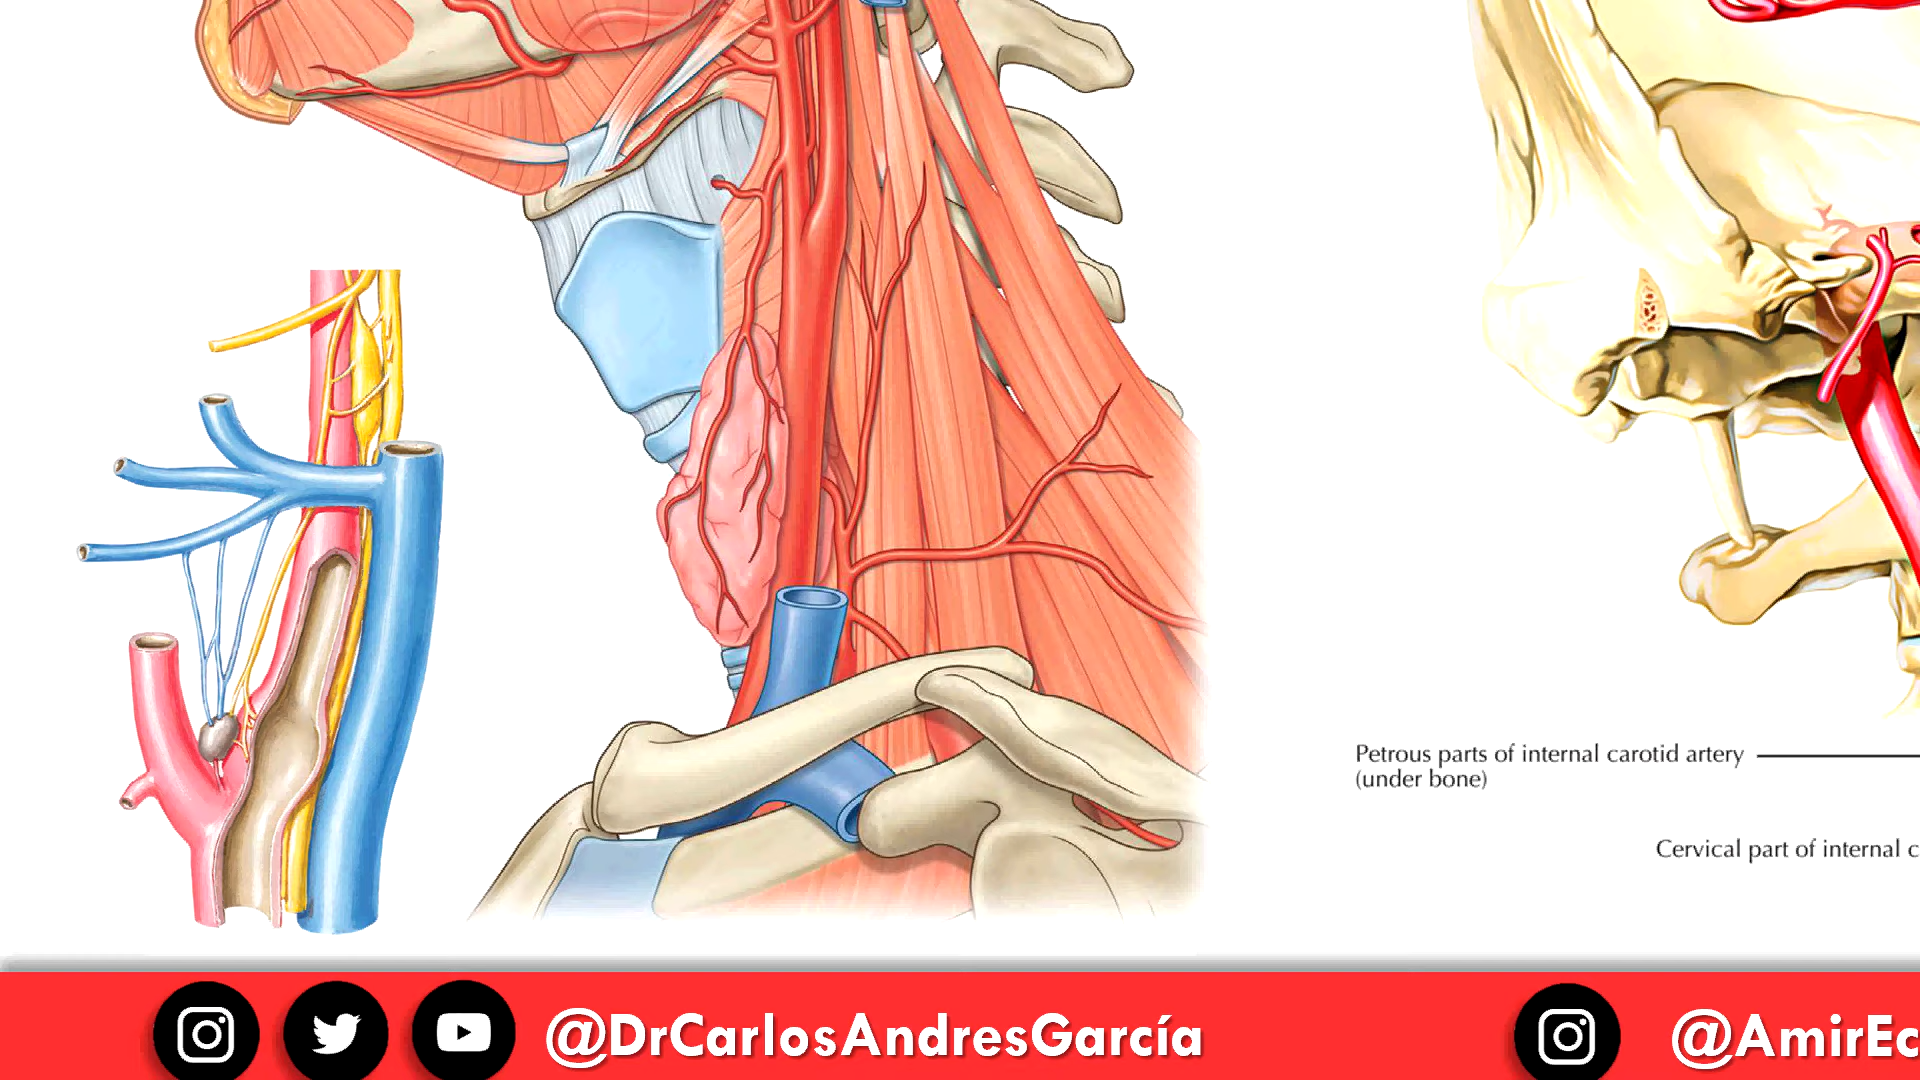 Petrous parts of internal carotid artery
(under bone)
Cervical part of internal c
@DrCarlosAndresGarcía
@AmirEc